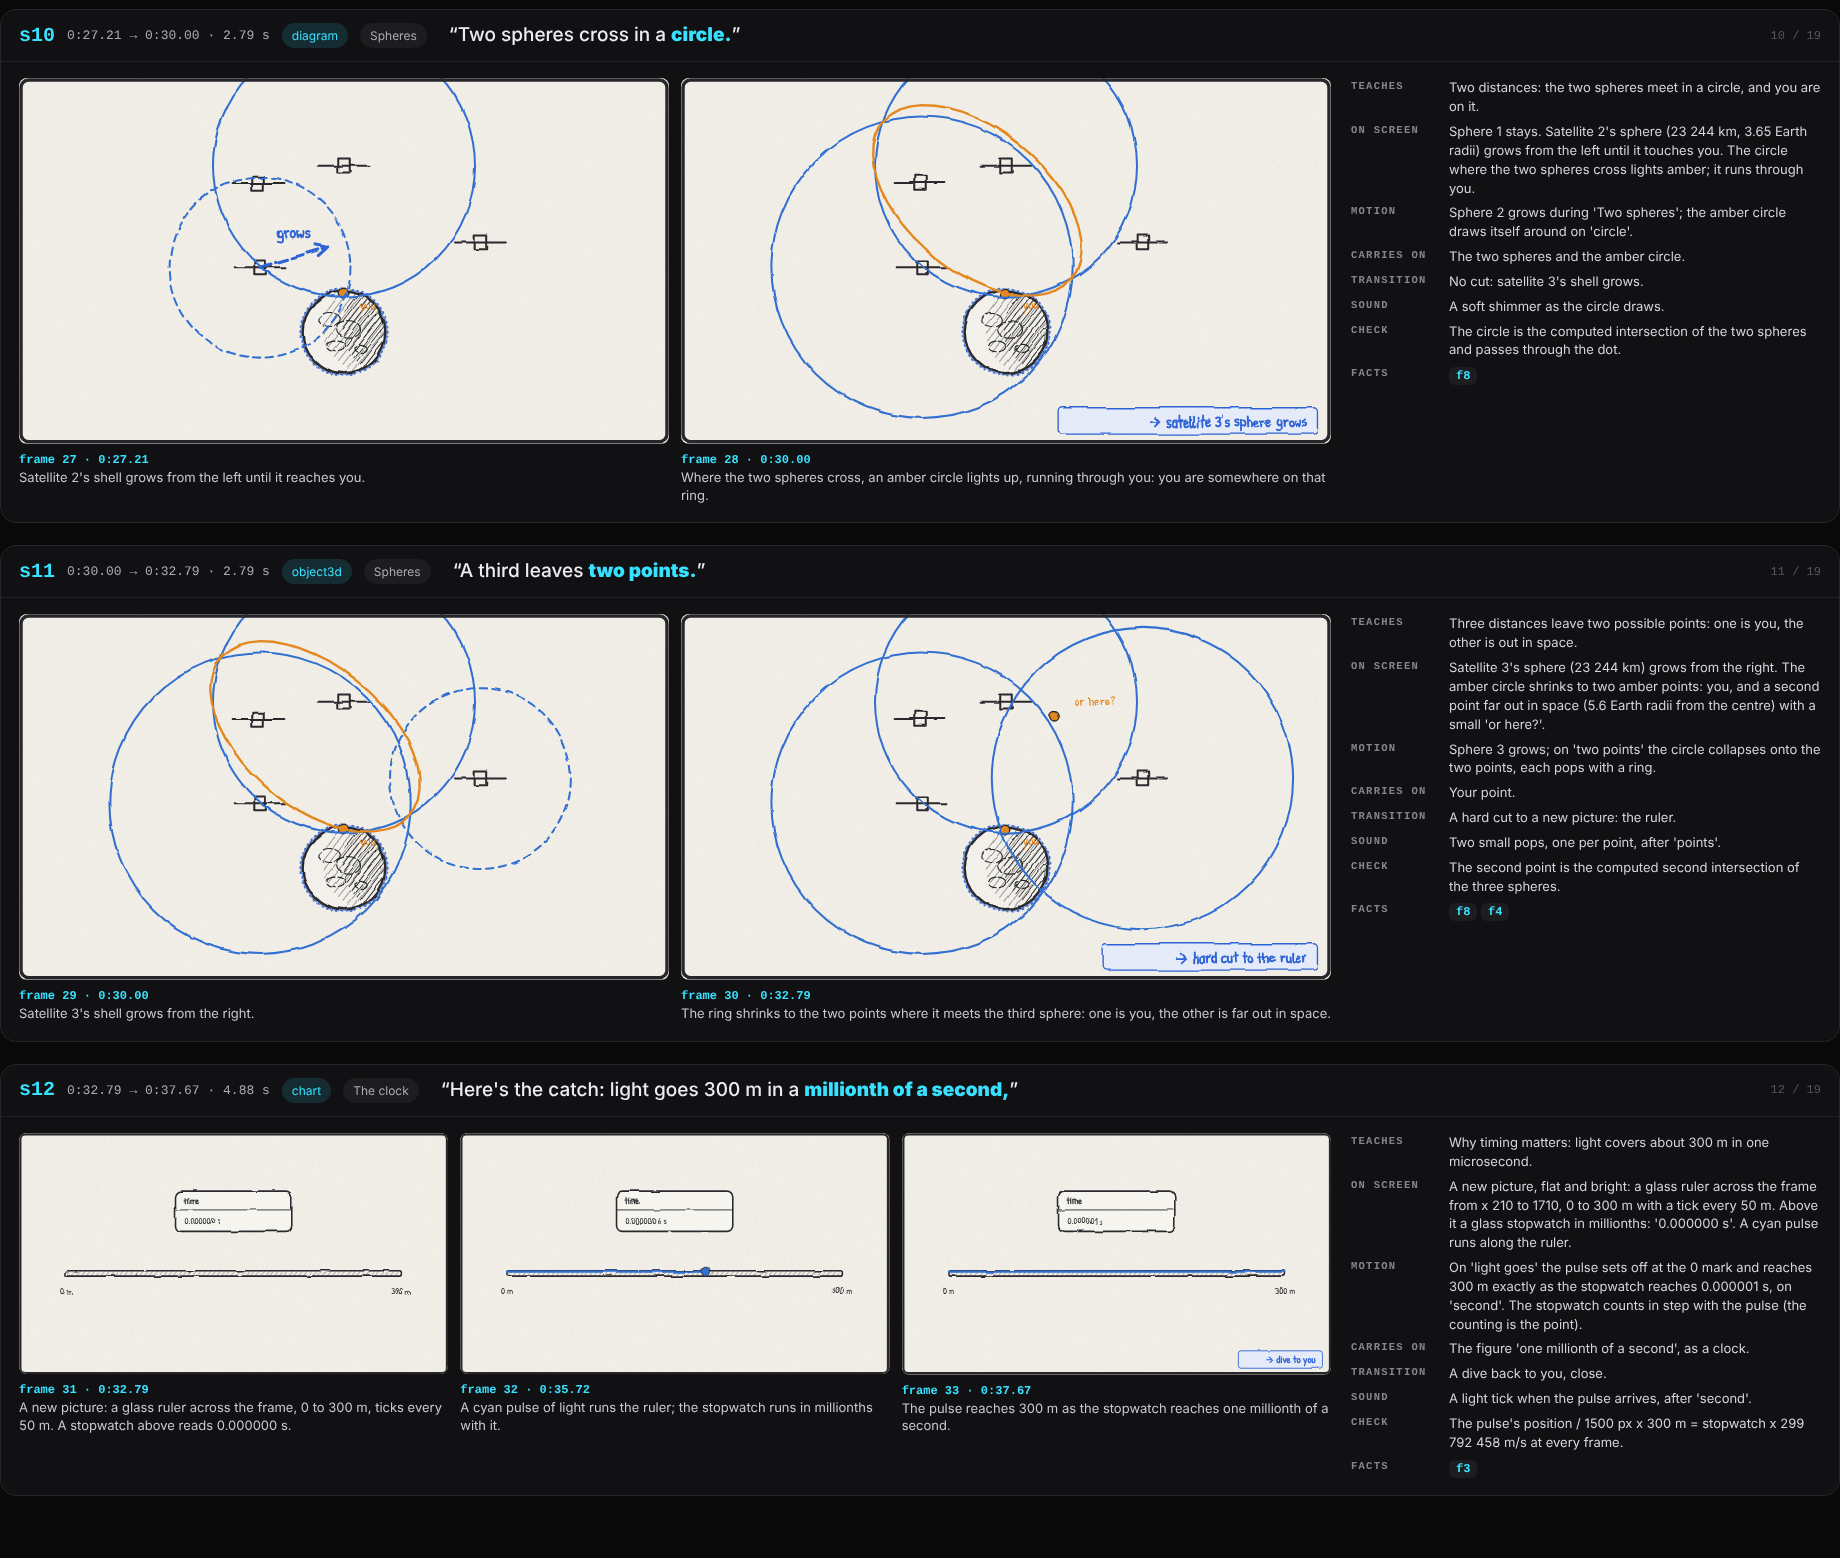 s10 0:27.21 → 0:30.00 · 2.79 s diagram Spheres “Two spheres cross in a circle.” 10 / 19
grows
→ satellite 3's sphere grows
frame 27 · 0:27.21
Satellite 2's shell grows from the left until it reaches you.
frame 28 · 0:30.00
Where the two spheres cross, an amber circle lights up, running through you: you are somewhere on that
ring.
TEACHES Two distances: the two spheres meet in a circle, and you are
on it.
ON SCREEN Sphere 1 stays. Satellite 2's sphere (23 244 km, 3.65 Earth
radii) grows from the left until it touches you. The circle
where the two spheres cross lights amber; it runs through
you.
MOTION Sphere 2 grows during 'Two spheres'; the amber circle
draws itself around on 'circle'.
CARRIES ON The two spheres and the amber circle.
TRANSITION No cut: satellite 3's shell grows.
SOUND A soft shimmer as the circle draws.
CHECK The circle is the computed intersection of the two spheres
and passes through the dot.
FACTS f8
s11 0:30.00 → 0:32.79 · 2.79 s object3d Spheres “A third leaves two points.” 11 / 19
or here?
→ hard cut to the ruler
frame 29 · 0:30.00
Satellite 3's shell grows from the right.
frame 30 · 0:32.79
The ring shrinks to the two points where it meets the third sphere: one is you, the other is far out in space.
TEACHES Three distances leave two possible points: one is you, the
other is out in space.
ON SCREEN Satellite 3's sphere (23 244 km) grows from the right. The
amber circle shrinks to two amber points: you, and a second
point far out in space (5.6 Earth radii from the centre) with a
small 'or here?'.
MOTION Sphere 3 grows; on 'two points' the circle collapses onto the
two points, each pops with a ring.
CARRIES ON Your point.
TRANSITION A hard cut to a new picture: the ruler.
SOUND Two small pops, one per point, after 'points'.
CHECK The second point is the computed second intersection of
the three spheres.
FACTS f8 f4
s12 0:32.79 → 0:37.67 · 4.88 s chart The clock “Here's the catch: light goes 300 m in a millionth of a second,” 12 / 19
time
0 m
time
0 m 300 m
time
0 m 300 m
→ dive to you
frame 31 · 0:32.79
A new picture: a glass ruler across the frame, 0 to 300 m, ticks every
50 m. A stopwatch above reads 0.000000 s.
frame 32 · 0:35.72
A cyan pulse of light runs the ruler; the stopwatch runs in millionths
with it.
frame 33 · 0:37.67
The pulse reaches 300 m as the stopwatch reaches one millionth of a
second.
TEACHES Why timing matters: light covers about 300 m in one
microsecond.
ON SCREEN A new picture, flat and bright: a glass ruler across the frame
from x 210 to 1710, 0 to 300 m with a tick every 50 m. Above
it a glass stopwatch in millionths: '0.000000 s'. A cyan pulse
runs along the ruler.
MOTION On 'light goes' the pulse sets off at the 0 mark and reaches
300 m exactly as the stopwatch reaches 0.000001 s, on
'second'. The stopwatch counts in step with the pulse (the
counting is the point).
CARRIES ON The figure 'one millionth of a second', as a clock.
TRANSITION A dive back to you, close.
SOUND A light tick when the pulse arrives, after 'second'.
CHECK The pulse's position / 1500 px x 300 m = stopwatch x 299
792 458 m/s at every frame.
FACTS f3